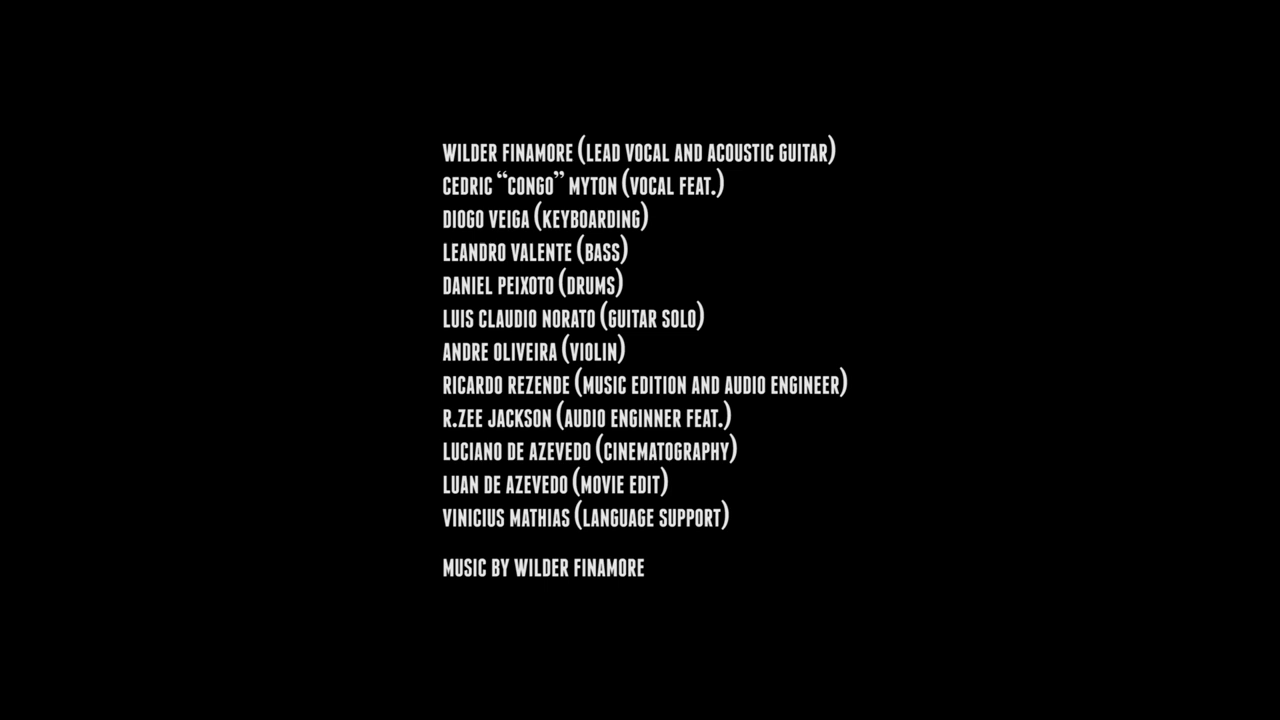 WILDER FINAMORE (LEAD VOCAL AND ACOUSTIC GUITAR)
CEDRIC “CONGO” MYTON (VOCAL FEAT.)
DIOGO VEIGA (KEYBOARDING)
LEANDRO VALENTE (BASS)
DANIEL PEIXOTO (DRUMS)
LUIS CLAUDIO NORATO (GUITAR SOLO)
ANDRE OLIVEIRA (VIOLIN)
RICARDO REZENDE (MUSIC EDITION AND AUDIO ENGINEER)
R.ZEE JACKSON (AUDIO ENGINNER FEAT.)
LUCIANO DE AZEVEDO (CINEMATOGRAPHY)
LUAN DE AZEVEDO (MOVIE EDIT)
VINICIUS MATHIAS (LANGUAGE SUPPORT)
MUSIC BY WILDER FINAMORE